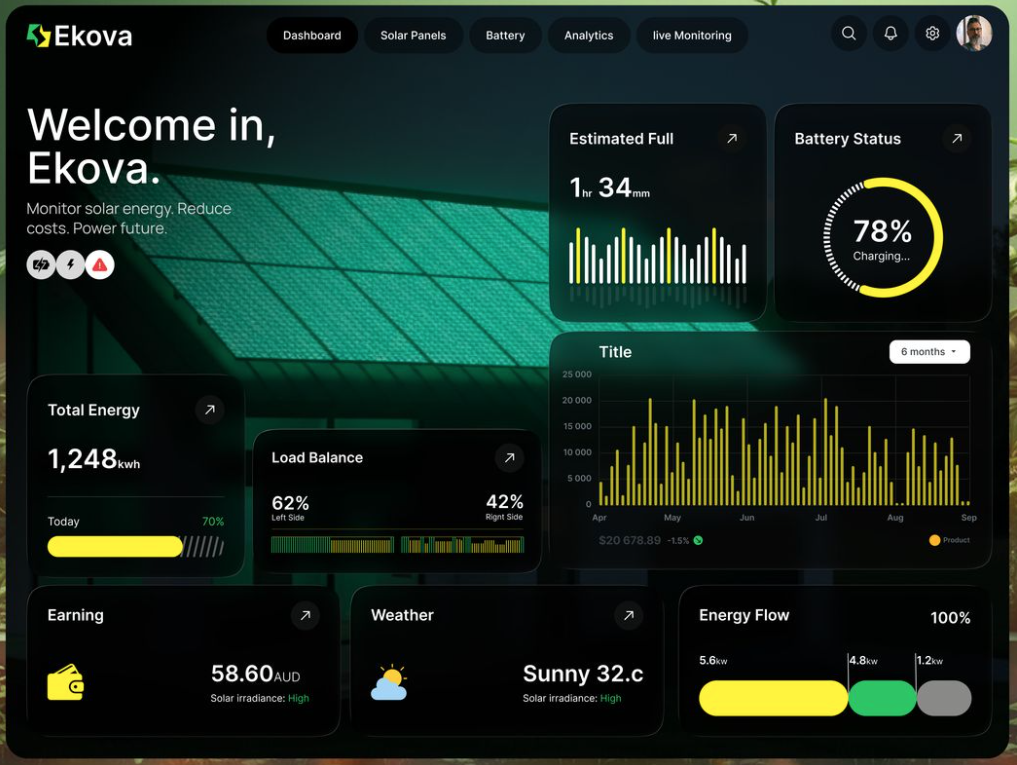 Ekova
Dashboard
Solar Panels
Battery
Analytics
live Monitoring
Welcome in,
Ekova.
Monitor solar energy. Reduce
costs. Power future.
Estimated Full
1hr 34mm
Battery Status
78%
Charging...
Title
6 months
25 000
20 000
15 000
10 000
5 000
0
Apr
May
Jun
Jul
Aug
Sep
$20 678.89 -1.5%
Product
Total Energy
1,248kwh
Today
70%
Load Balance
62%
Left Side
42%
Rignt Side
Earning
58.60AUD
Solar irradiance: High
Weather
Sunny 32.c
Solar irradiance: High
Energy Flow
100%
5.6kw
4.8kw
1.2kw